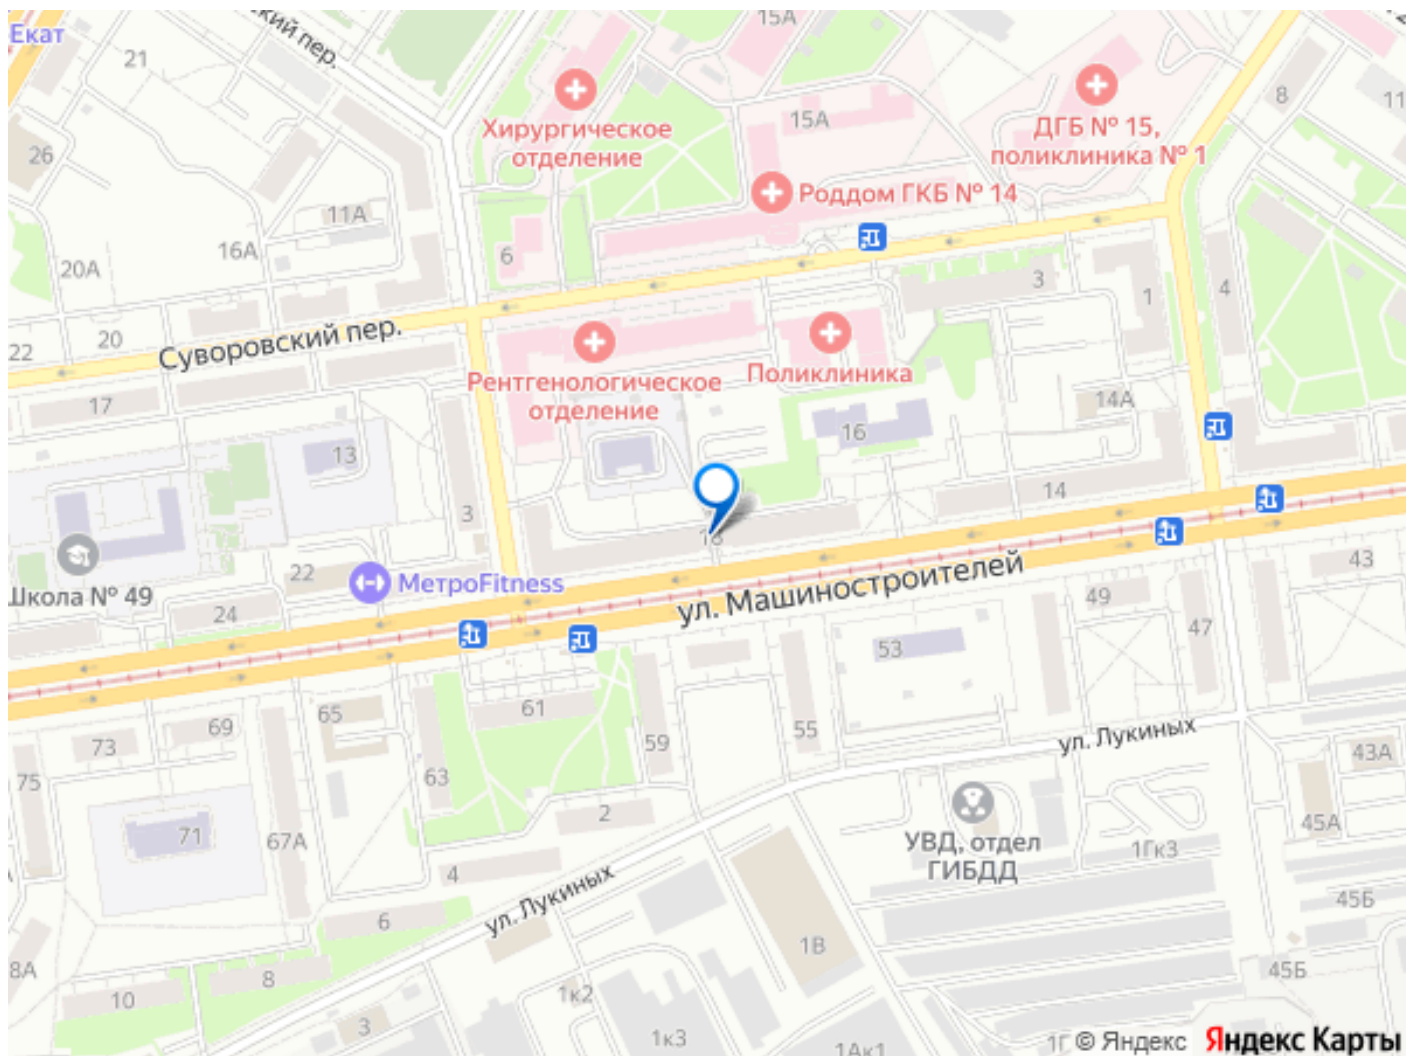 Екат
ский пер.
21
15А
8
11
Хирургическое
отделение
15А
ДГБ № 15,
поликлиника № 1
26
Роддом ГКБ № 14
11А
16А
6
20А
3
1
4
22
20
Суворовский пер.
Рентгенологическое
отделение
Поликлиника
17
14А
16
13
14
3
18
Школа № 49
22
МетроFitness
24
ул. Машиностроителей
43
49
47
53
61
65
69
73
59
55
ул. Лукиных
75
63
43А
71
67А
2
УВД, отдел
ГИБДД
1Гк3
45А
4
ул. Лукиных
6
45Б
1В
8А
8
45Б
10
1к2
3
1к3
1Ак1
1Г
© Яндекс
Яндекс Карты